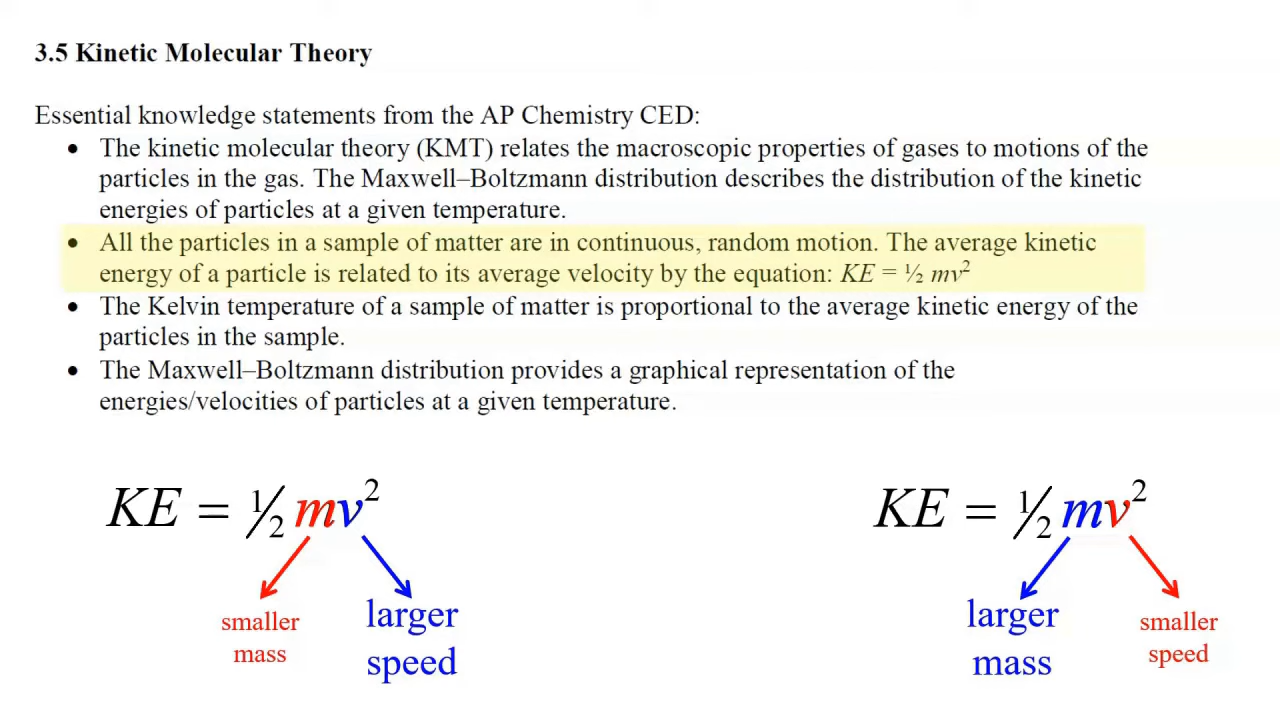 3.5 Kinetic Molecular Theory
Essential knowledge statements from the AP Chemistry CED:
• The kinetic molecular theory (KMT) relates the macroscopic properties of gases to motions of the
particles in the gas. The Maxwell–Boltzmann distribution describes the distribution of the kinetic
energies of particles at a given temperature.
• All the particles in a sample of matter are in continuous, random motion. The average kinetic
energy of a particle is related to its average velocity by the equation: KE = ½ mv²
• The Kelvin temperature of a sample of matter is proportional to the average kinetic energy of the
particles in the sample.
• The Maxwell–Boltzmann distribution provides a graphical representation of the
energies/velocities of particles at a given temperature.
KE = ½ mv²
smaller
mass
larger
speed
KE = ½ mv²
larger
mass
smaller
speed